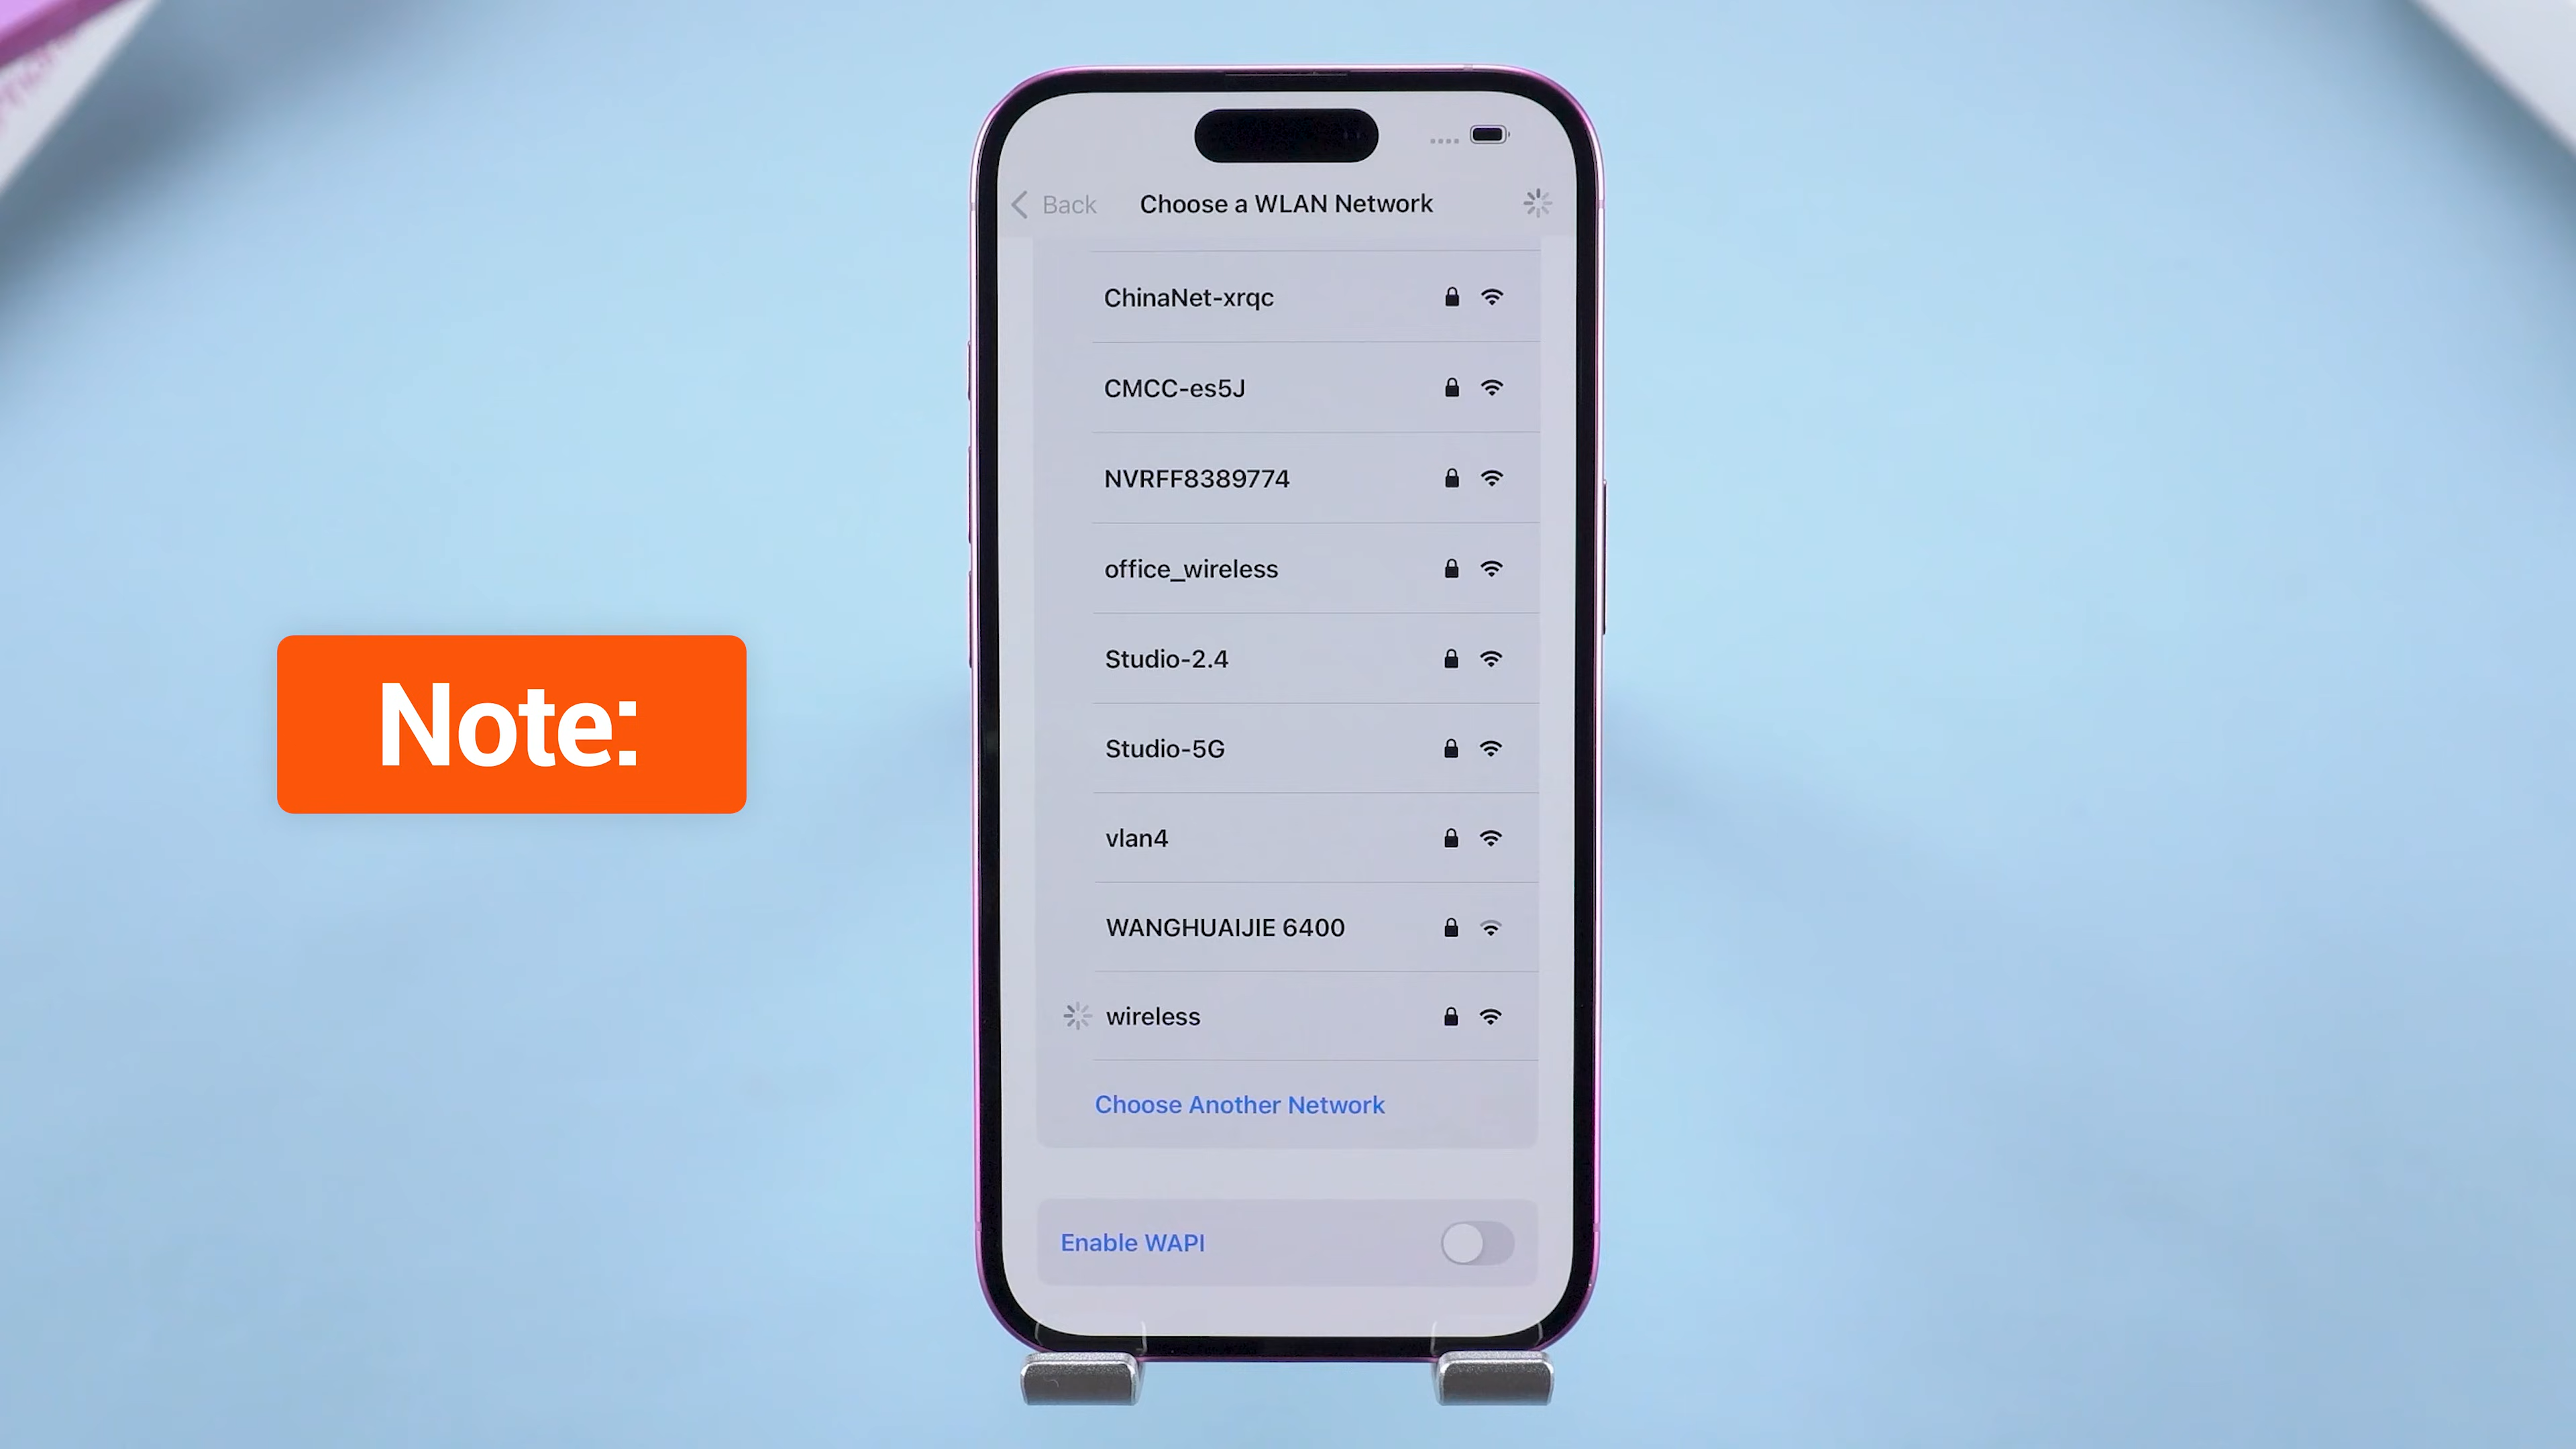 Note:
Back
Choose a WLAN Network
ChinaNet-xrqc
CMCC-es5J
NVRFF8389774
office_wireless
Studio-2.4
Studio-5G
vlan4
WANGHUAIJIE 6400
wireless
Choose Another Network
Enable WAPI